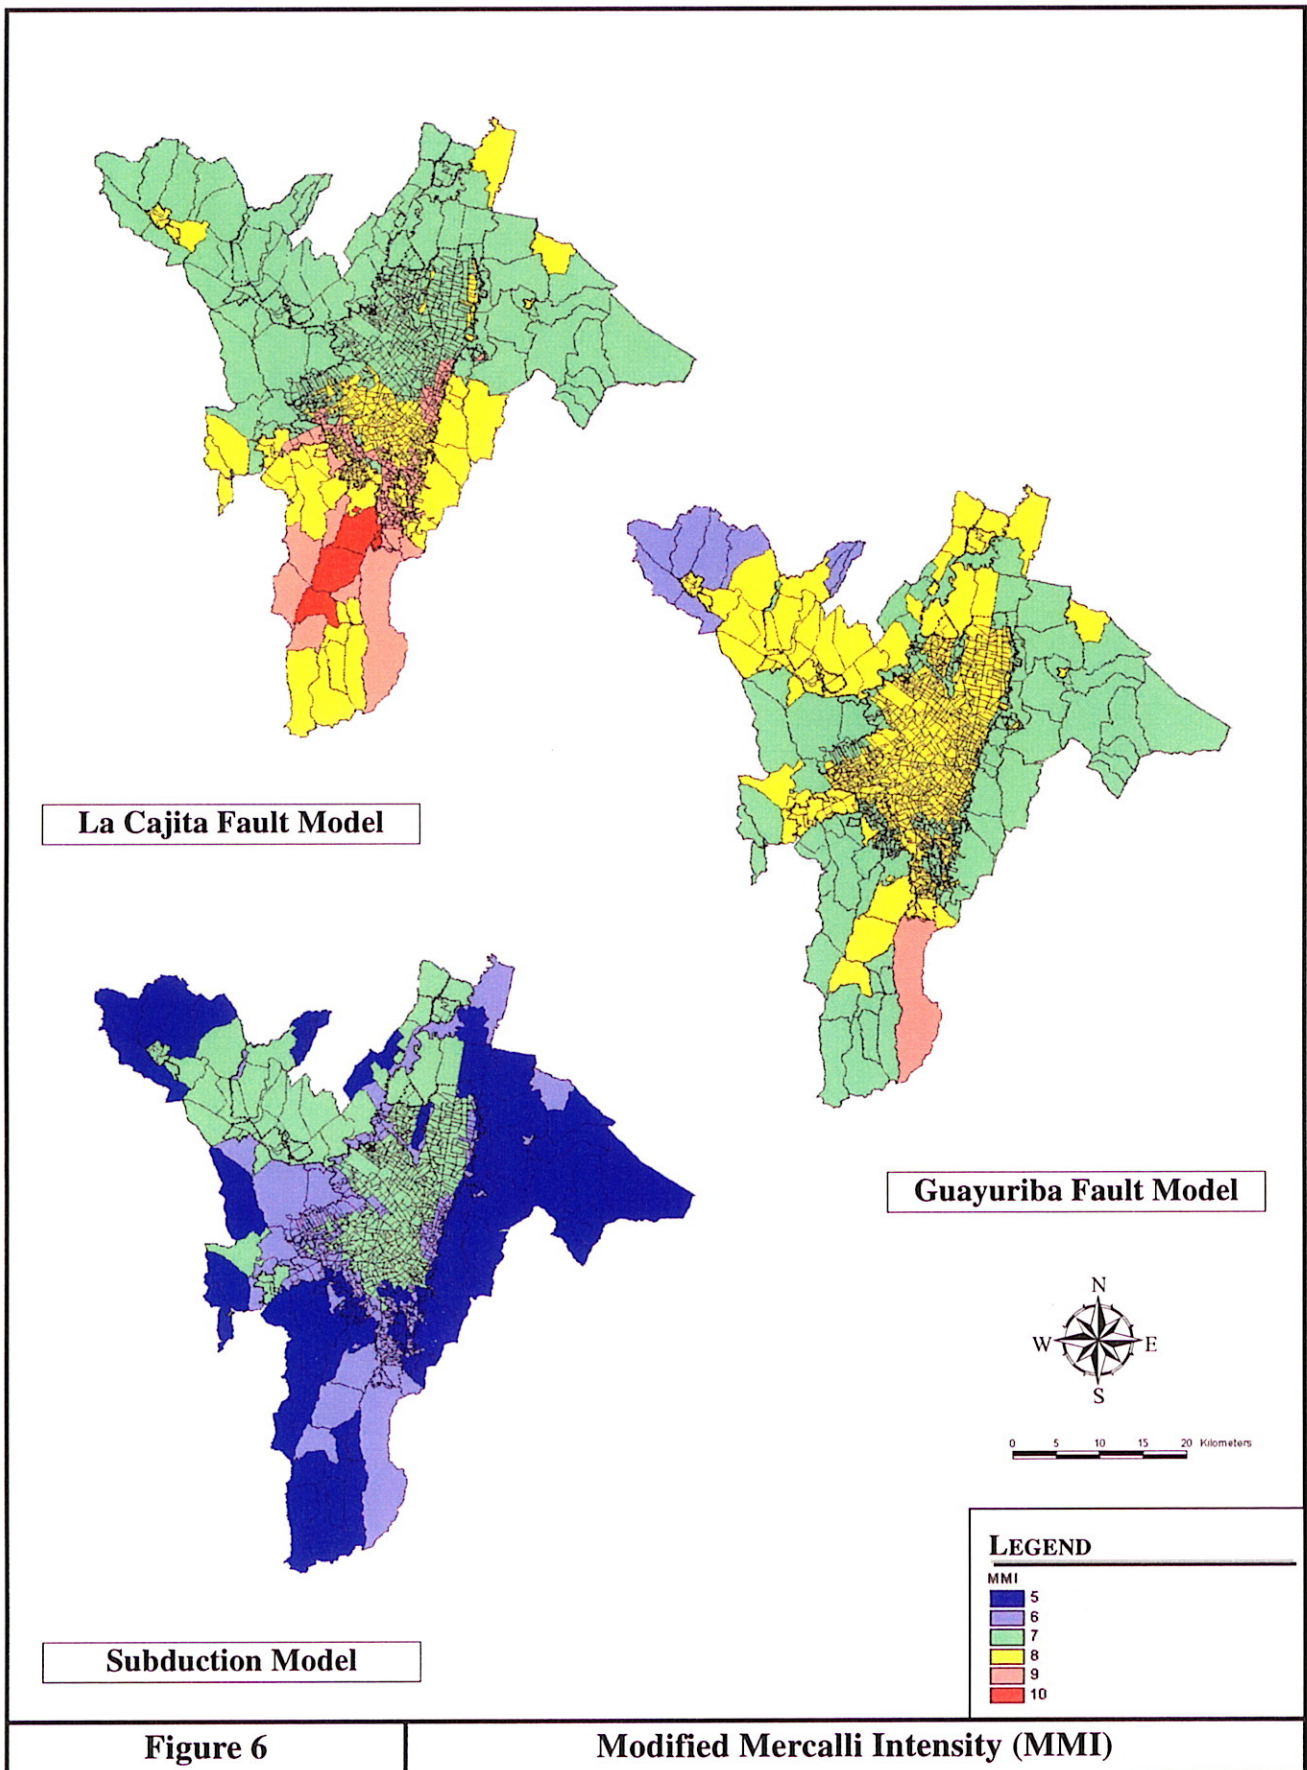 La Cajita Fault Model
Guayuriba Fault Model
N
W E
S
0 5 10 15 20 Kilometers
Subduction Model
LEGEND
MMI
5
6
7
8
9
10
Figure 6
Modified Mercalli Intensity (MMI)